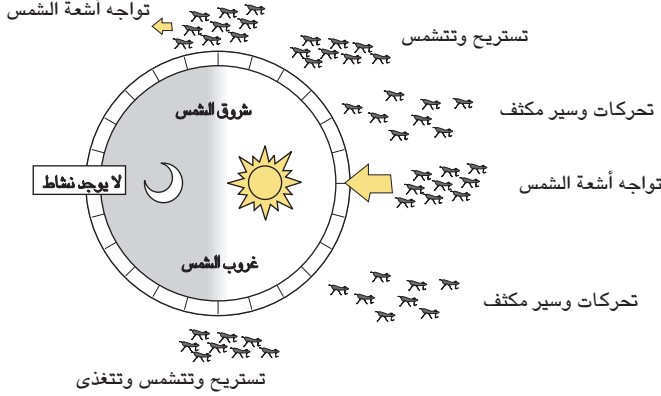 تواجه أشعة الشمس
تستريح وتتشمس
شروق الشمس
تحركات وسير مكثف
لا يوجد نشاط
تواجه أشعة الشمس
غروب الشمس
تحركات وسير مكثف
تستريح وتتشمس وتتغذى